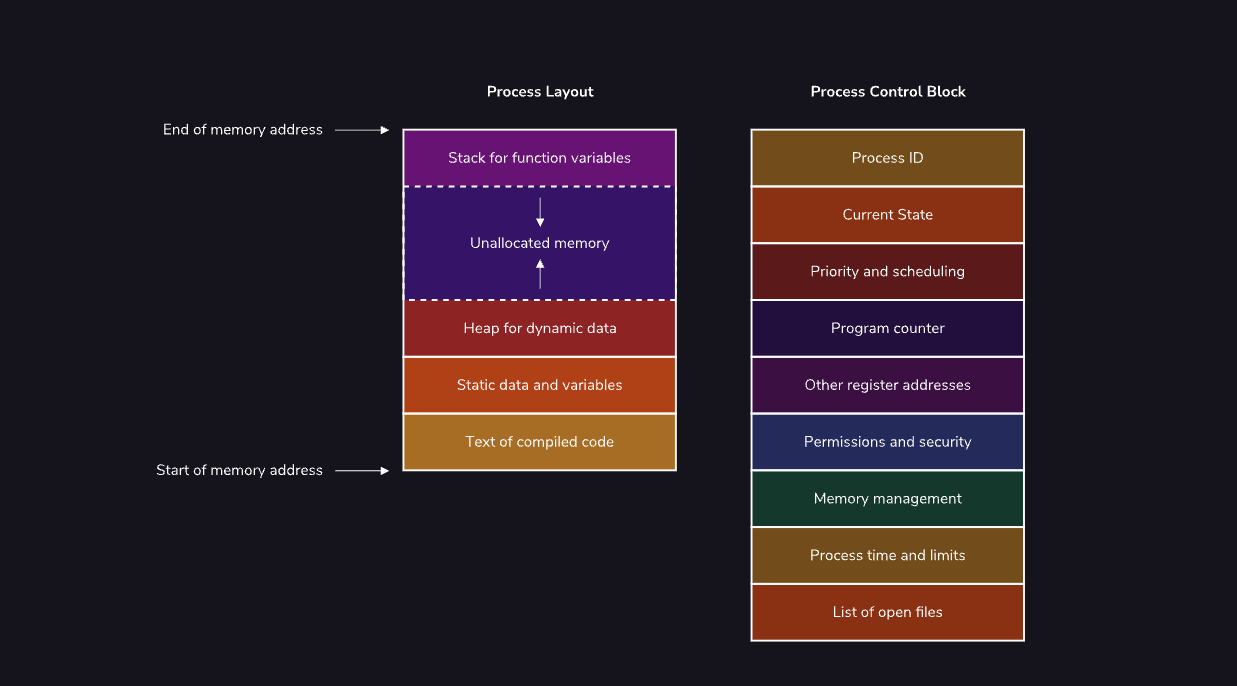 Process Layout
End of memory address
Stack for function variables
Unallocated memory
Heap for dynamic data
Static data and variables
Text of compiled code
Start of memory address
Process Control Block
Process ID
Current State
Priority and scheduling
Program counter
Other register addresses
Permissions and security
Memory management
Process time and limits
List of open files